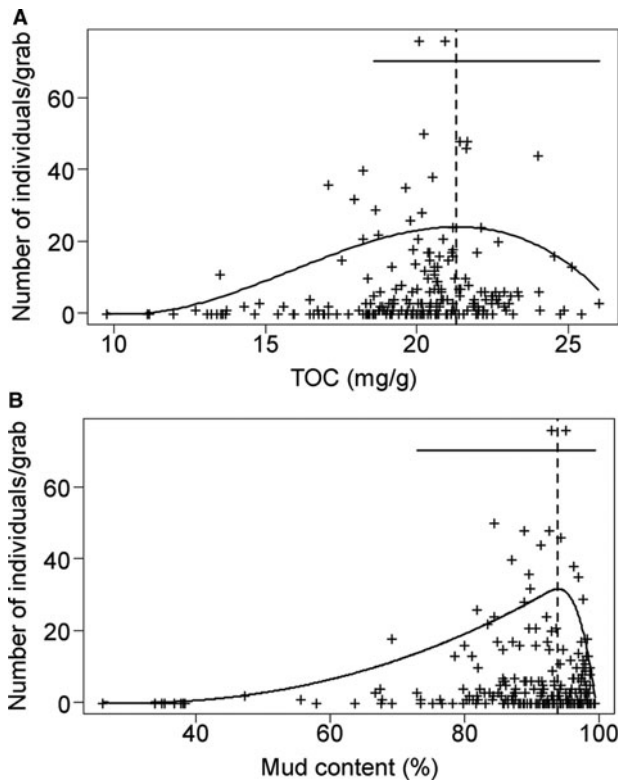 A
Number of individuals/grab
60
40
20
0
10 15 20 25
TOC (mg/g)
B
Number of individuals/grab
60
40
20
0
40 60 80 100
Mud content (%)